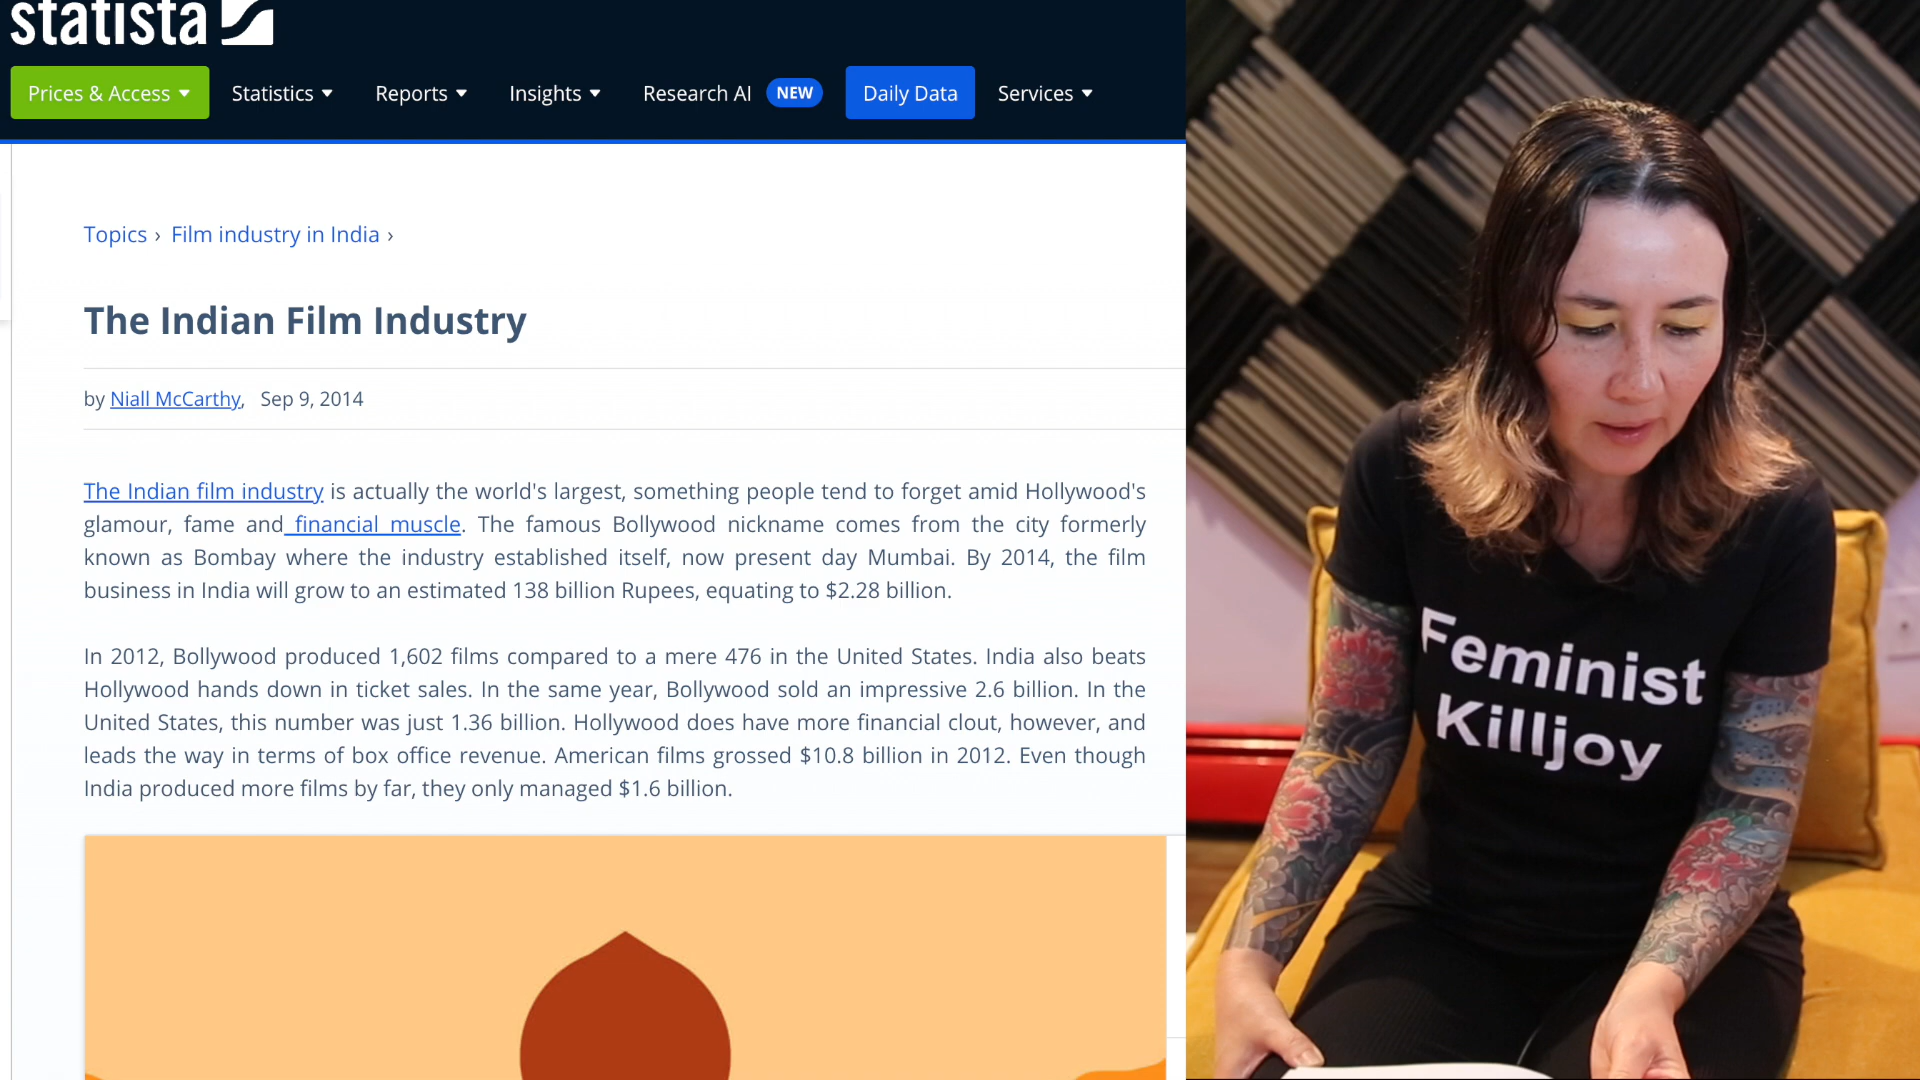 statista
Prices & Access Statistics Reports Insights Research AI NEW Daily Data Services
Topics › Film industry in India ›
The Indian Film Industry
by Niall McCarthy, Sep 9, 2014
The Indian film industry is actually the world's largest, something people tend to forget amid Hollywood's
glamour, fame and financial muscle. The famous Bollywood nickname comes from the city formerly
known as Bombay where the industry established itself, now present day Mumbai. By 2014, the film
business in India will grow to an estimated 138 billion Rupees, equating to $2.28 billion.
In 2012, Bollywood produced 1,602 films compared to a mere 476 in the United States. India also beats
Hollywood hands down in ticket sales. In the same year, Bollywood sold an impressive 2.6 billion. In the
United States, this number was just 1.36 billion. Hollywood does have more financial clout, however, and
leads the way in terms of box office revenue. American films grossed $10.8 billion in 2012. Even though
India produced more films by far, they only managed $1.6 billion.
Feminist
Killjoy